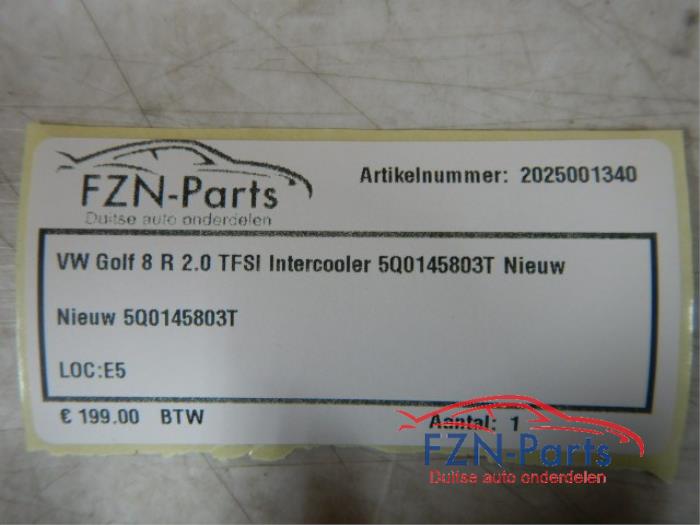 FZN-Parts
Duitse auto onderdelen
Artikelnummer: 2025001340
VW Golf 8 R 2.0 TFSI Intercooler 5Q0145803T Nieuw
Nieuw 5Q0145803T
LOC:E5
€ 199.00 BTW
Aantal: 1
FZN-Parts
Duitse auto onderdelen